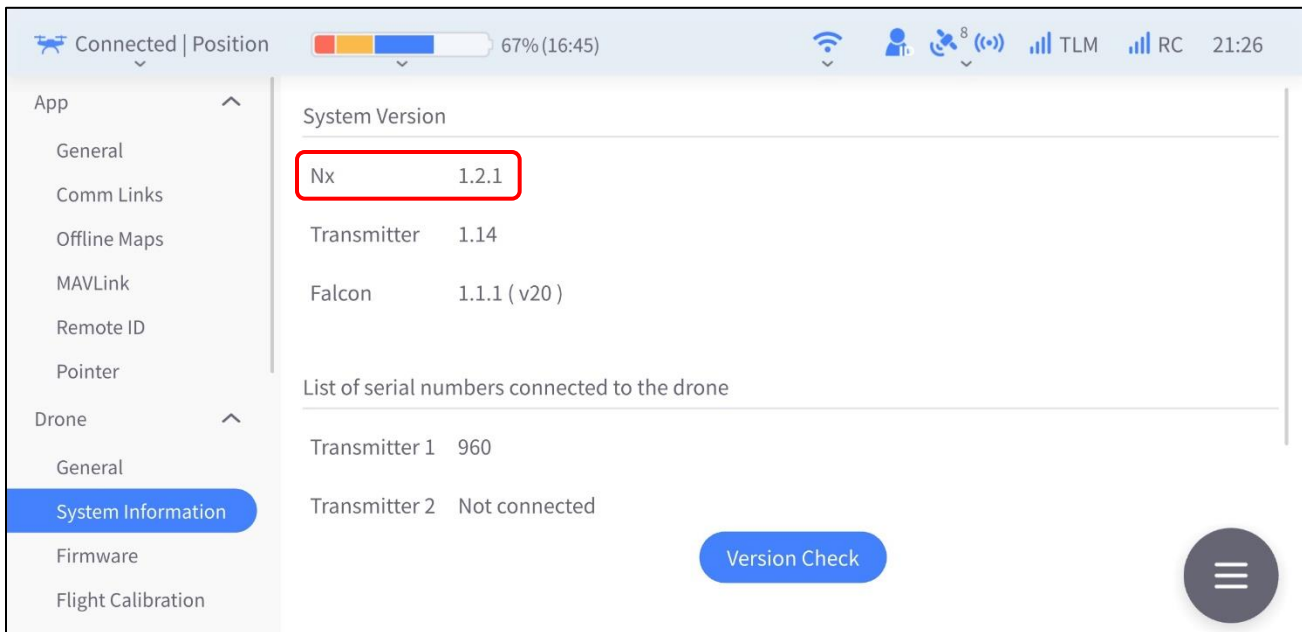 Connected | Position
67% (16:45)
8
TLM
RC
21:26
App
General
Comm Links
Offline Maps
MAVLink
Remote ID
Pointer
Drone
General
System Information
Firmware
Flight Calibration
System Version
Nx 1.2.1
Transmitter 1.14
Falcon 1.1.1 ( v20 )
List of serial numbers connected to the drone
Transmitter 1 960
Transmitter 2 Not connected
Version Check